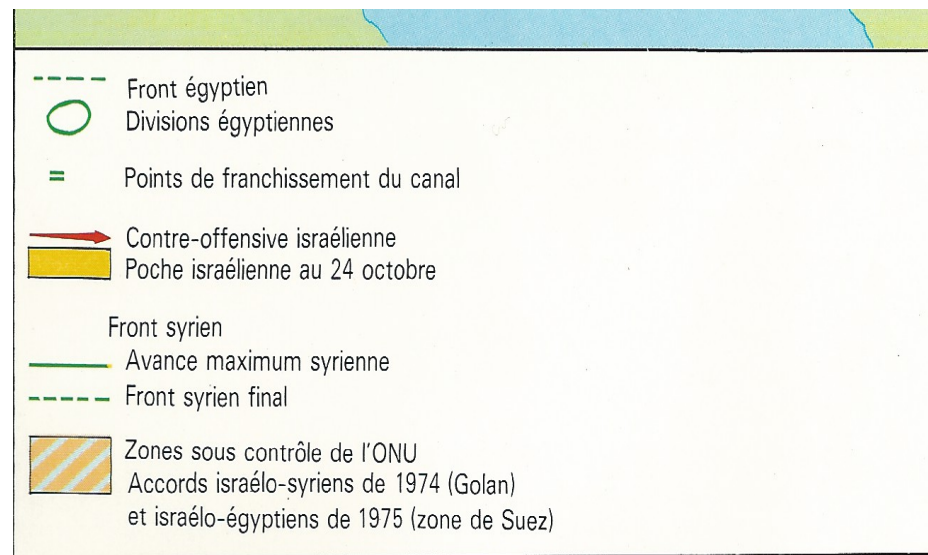 Front égyptien
Divisions égyptiennes
Points de franchissement du canal
Contre-offensive israélienne
Poche israélienne au 24 octobre
Front syrien
Avance maximum syrienne
Front syrien final
Zones sous contrôle de l'ONU
Accords israélo-syriens de 1974 (Golan)
et israélo-égyptiens de 1975 (zone de Suez)